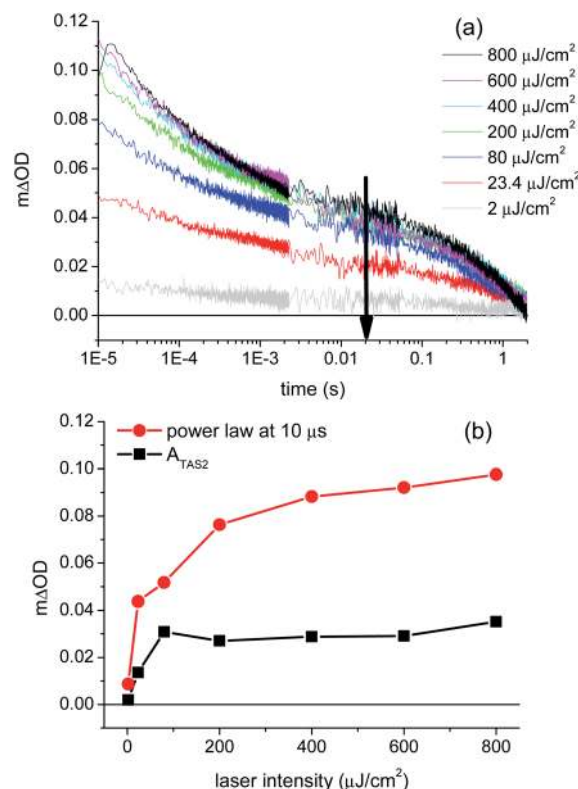 (a)
0.12
0.10
0.08
0.06
0.04
0.02
0.00
mΔOD
800 μJ/cm²
600 μJ/cm²
400 μJ/cm²
200 μJ/cm²
80 μJ/cm²
23.4 μJ/cm²
2 μJ/cm²
1E-5 1E-4 1E-3 0.01 0.1 1
time (s)
(b)
power law at 10 μs
A_TAS2
0.12
0.10
0.08
0.06
0.04
0.02
0.00
mΔOD
0 200 400 600 800
laser intensity (μJ/cm²)